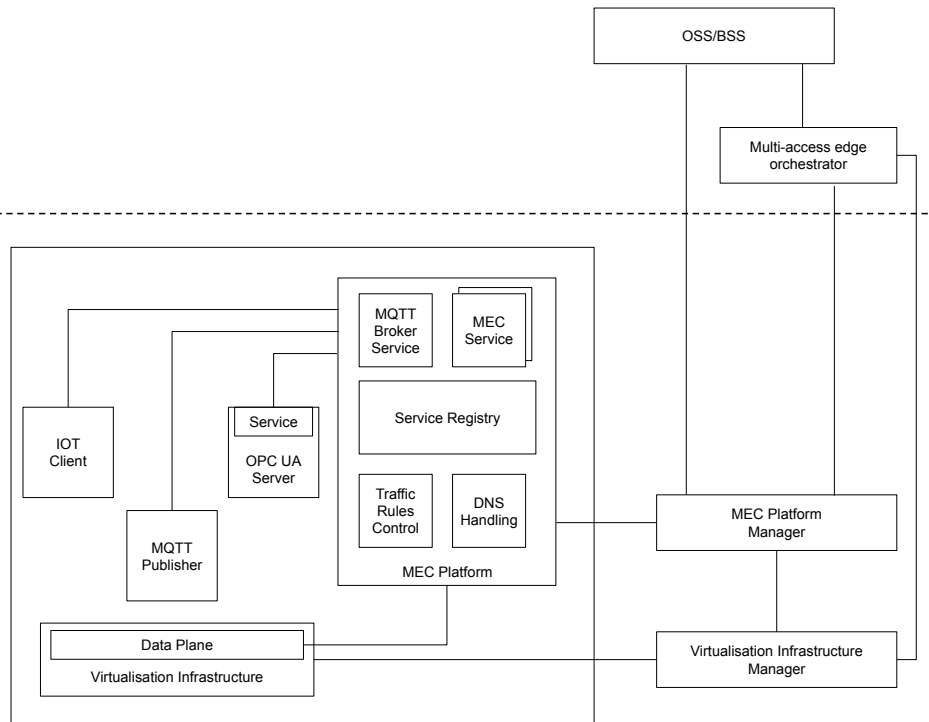 OSS/BSS
Multi-access edge
orchestrator
MQTT
Broker
Service
MEC
Service
Service Registry
Service
OPC UA
Server
IOT
Client
Traffic
Rules
Control
DNS
Handling
MEC Platform
MQTT
Publisher
MEC Platform
Manager
Data Plane
Virtualisation Infrastructure
Virtualisation Infrastructure
Manager